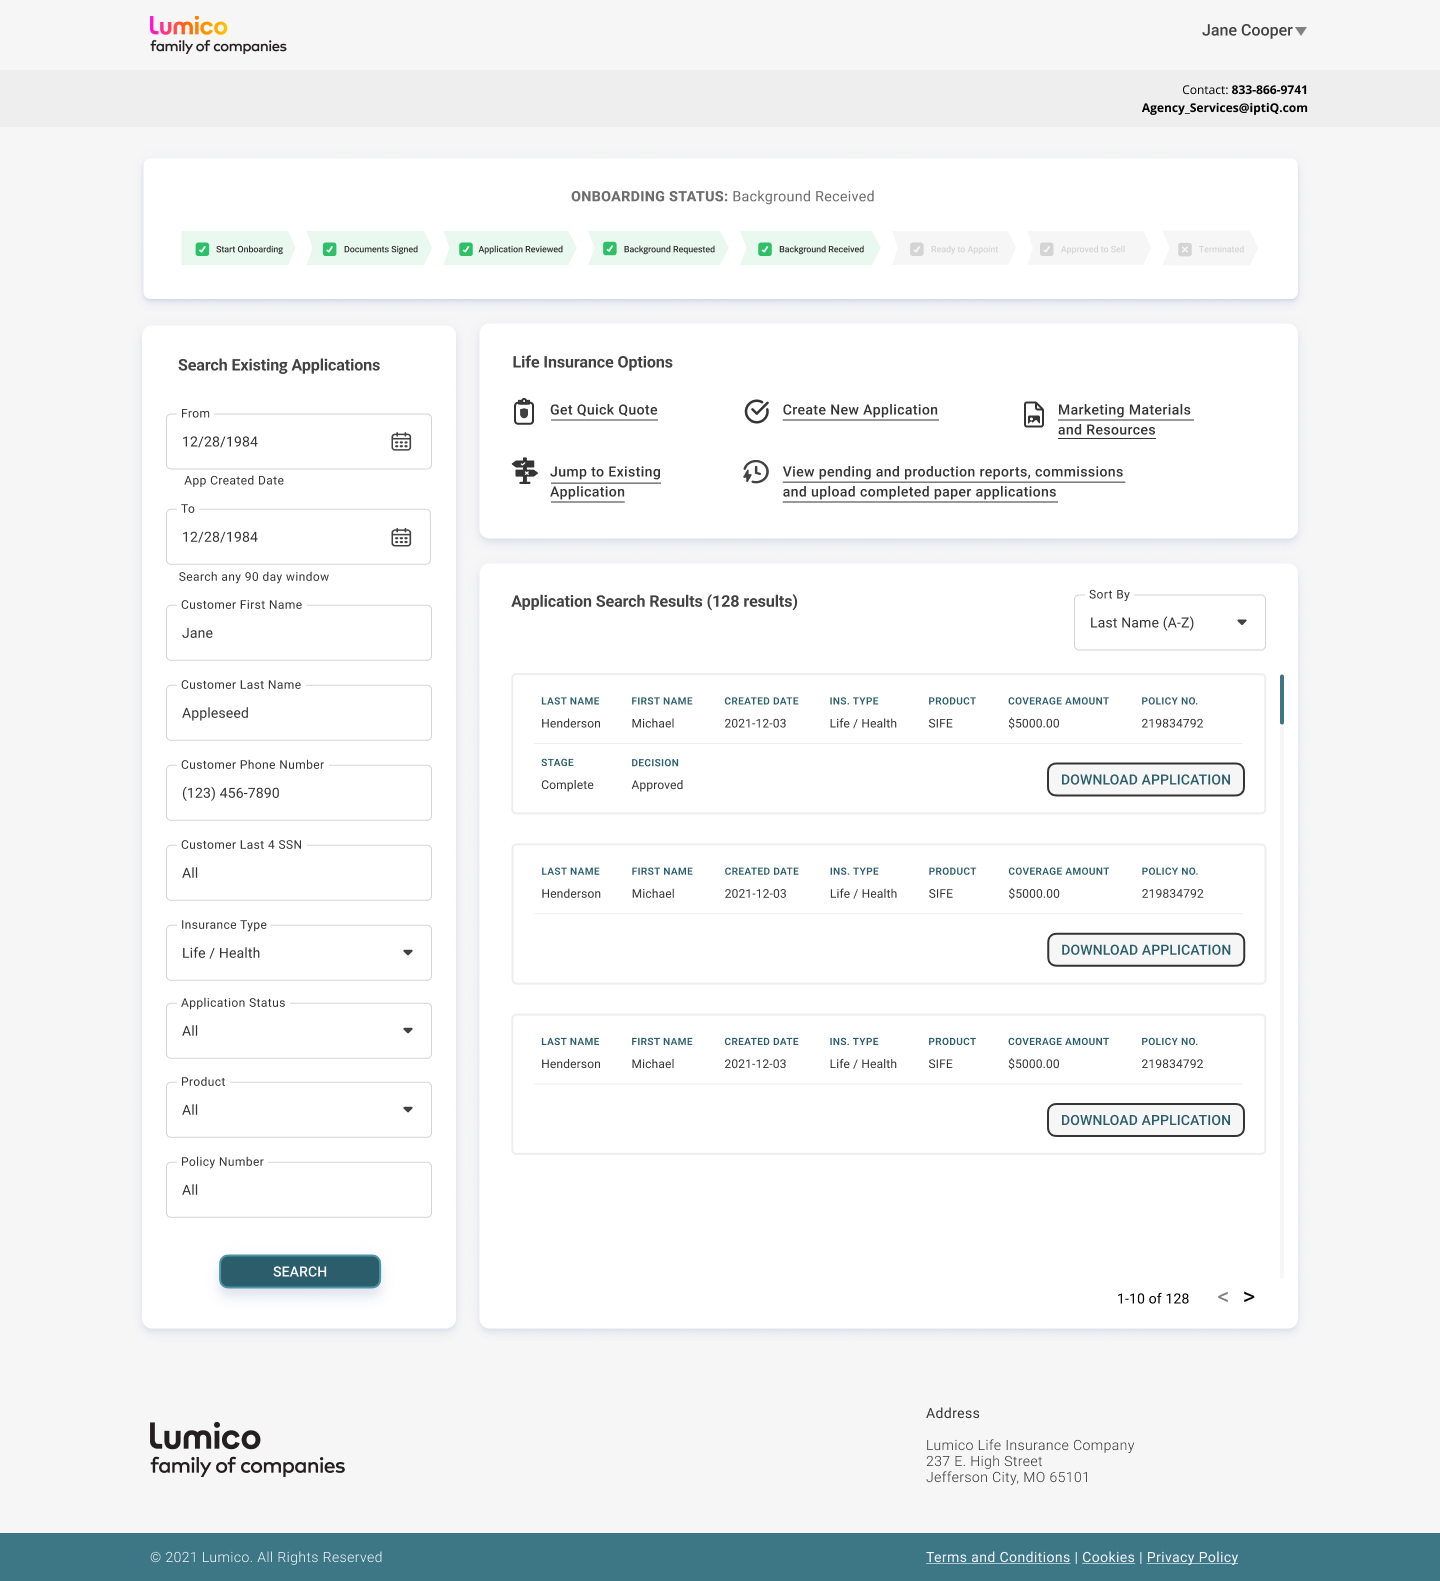 Lumico
family of companies
Jane Cooper
Contact: 833-866-9741
Agency_Services@iptiQ.com
ONBOARDING STATUS: Background Received
Start Onboarding
Documents Signed
Application Reviewed
Background Requested
Background Received
Ready to Appoint
Approved to Sell
Terminated
Search Existing Applications
From
12/28/1984
App Created Date
To
12/28/1984
Search any 90 day window
Customer First Name
Jane
Customer Last Name
Appleseed
Customer Phone Number
(123) 456-7890
Customer Last 4 SSN
All
Insurance Type
Life / Health
Application Status
All
Product
All
Policy Number
All
SEARCH
Life Insurance Options
Get Quick Quote
Create New Application
Marketing Materials
and Resources
Jump to Existing
Application
View pending and production reports, commissions
and upload completed paper applications
Application Search Results (128 results)
Sort By
Last Name (A-Z)
LAST NAME FIRST NAME CREATED DATE INS. TYPE PRODUCT COVERAGE AMOUNT POLICY NO.
Henderson Michael 2021-12-03 Life / Health SIFE $5000.00 219834792
STAGE DECISION
Complete Approved
DOWNLOAD APPLICATION
LAST NAME FIRST NAME CREATED DATE INS. TYPE PRODUCT COVERAGE AMOUNT POLICY NO.
Henderson Michael 2021-12-03 Life / Health SIFE $5000.00 219834792
DOWNLOAD APPLICATION
LAST NAME FIRST NAME CREATED DATE INS. TYPE PRODUCT COVERAGE AMOUNT POLICY NO.
Henderson Michael 2021-12-03 Life / Health SIFE $5000.00 219834792
DOWNLOAD APPLICATION
1-10 of 128 < >
Lumico
family of companies
Address
Lumico Life Insurance Company
237 E. High Street
Jefferson City, MO 65101
© 2021 Lumico. All Rights Reserved
Terms and Conditions | Cookies | Privacy Policy